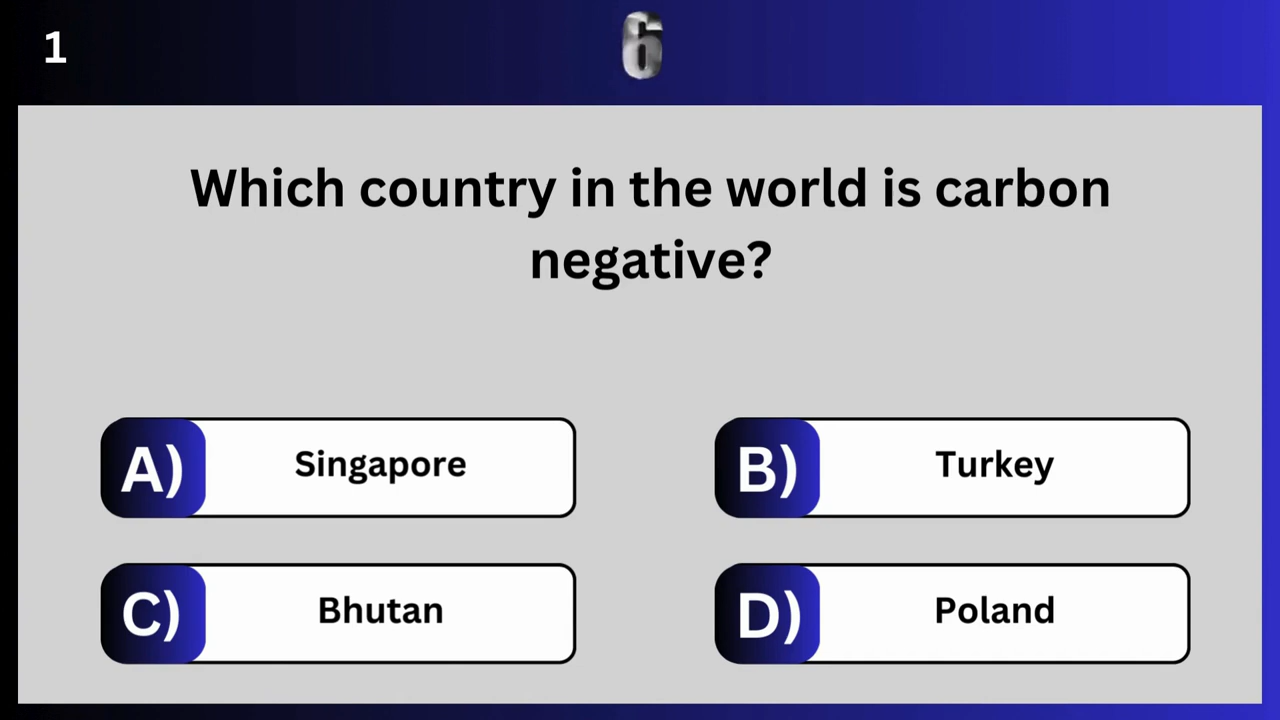 1
6
Which country in the world is carbon
negative?
A) Singapore
B) Turkey
C) Bhutan
D) Poland